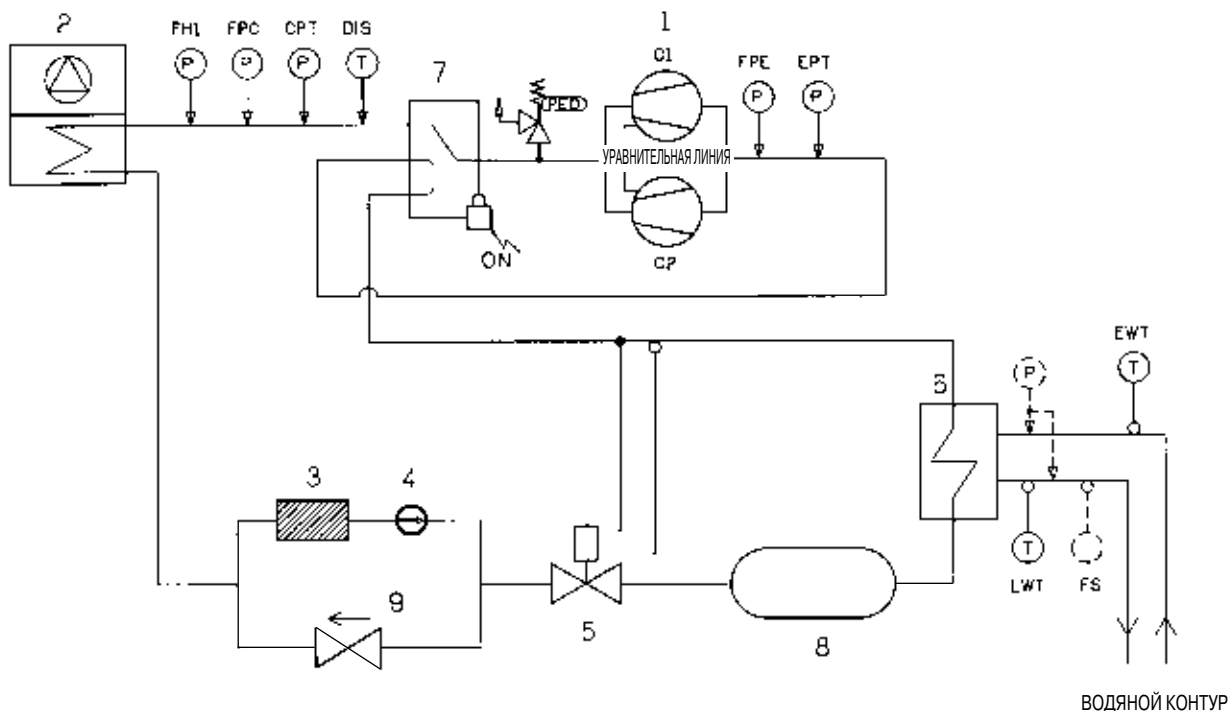 2
FH1 FPC CPT DIS
P P P T
7
PED
1
C1
FPE EPT
P P
УРАВНИТЕЛЬНАЯ ЛИНИЯ
ON
C2
EWT
P T
6
3 4
T
LWT FS
9
5
8
ВОДЯНОЙ КОНТУР